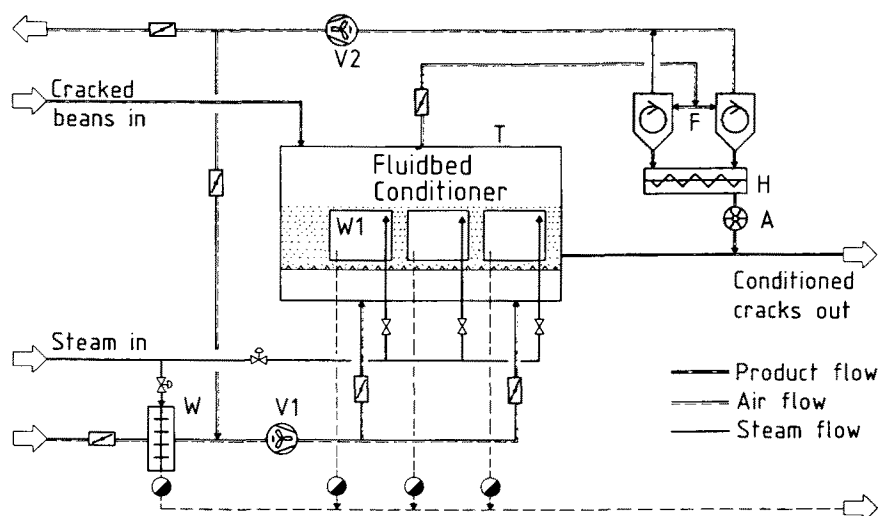 V2
Cracked
beans in
T
F
Fluidbed
Conditioner
H
W1
A
Conditioned
cracks out
Steam in
Product flow
Air flow
Steam flow
W
V1